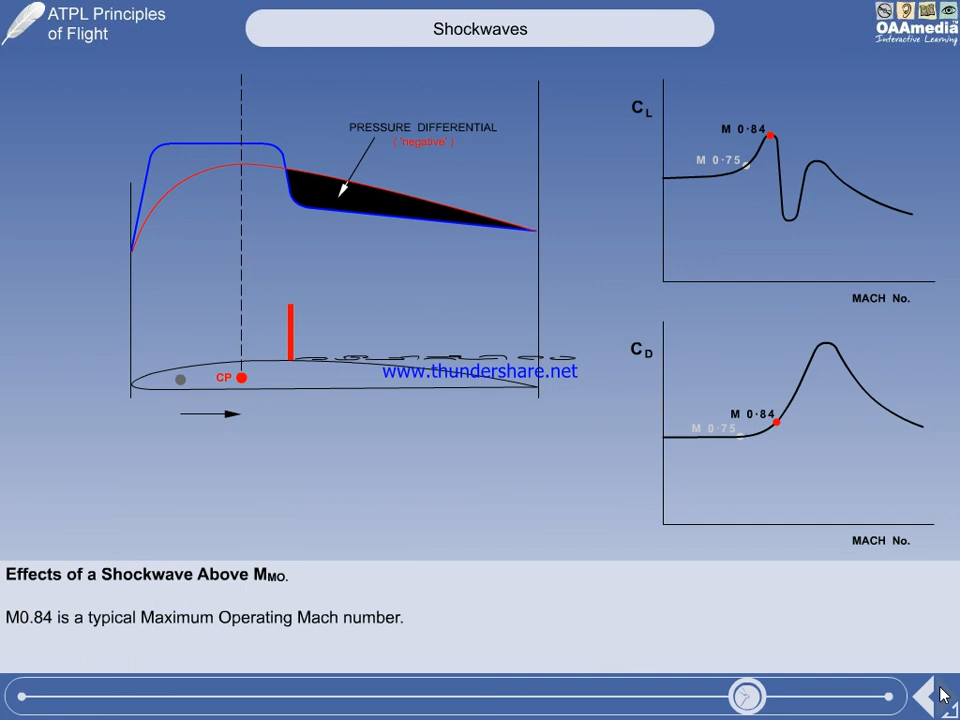 ATPL Principles
of Flight
Shockwaves
OAAmedia
Interactive Learning
PRESSURE DIFFERENTIAL
( 'negative' )
CP
www.thundershare.net
CL
M 0·84
M 0·75
MACH No.
CD
M 0·84
M 0·75
MACH No.
Effects of a Shockwave Above MMO.
M0.84 is a typical Maximum Operating Mach number.